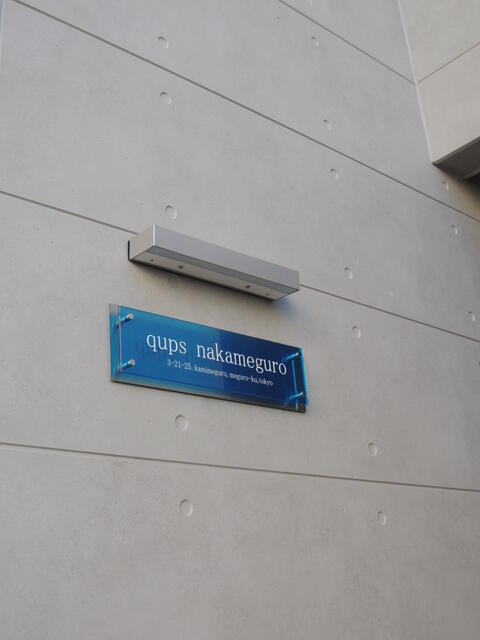 qups nakameguro
3-21-25, kamimeguro, meguro-ku,tokyo